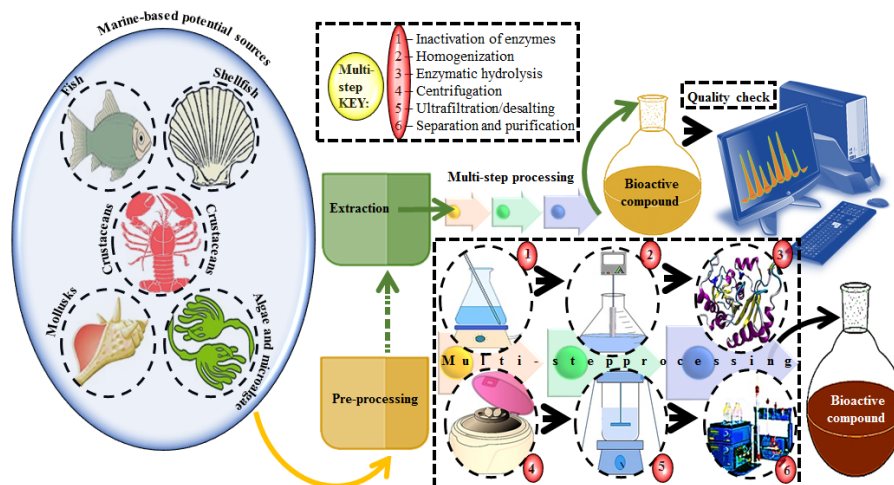 Marine-based potential sources
Fish
Shellfish
Crustaceans
Crustaceans
Mollusks
Algae and microalgae
Multi-
step
KEY:
1 – Inactivation of enzymes
2 – Homogenization
3 – Enzymatic hydrolysis
4 – Centrifugation
5 – Ultrafiltration/desalting
6 – Separation and purification
Quality check
Extraction
Multi-step processing
Bioactive
compound
1
2
3
Multi-stepprocessing
Pre-processing
4
5
6
Bioactive
compound